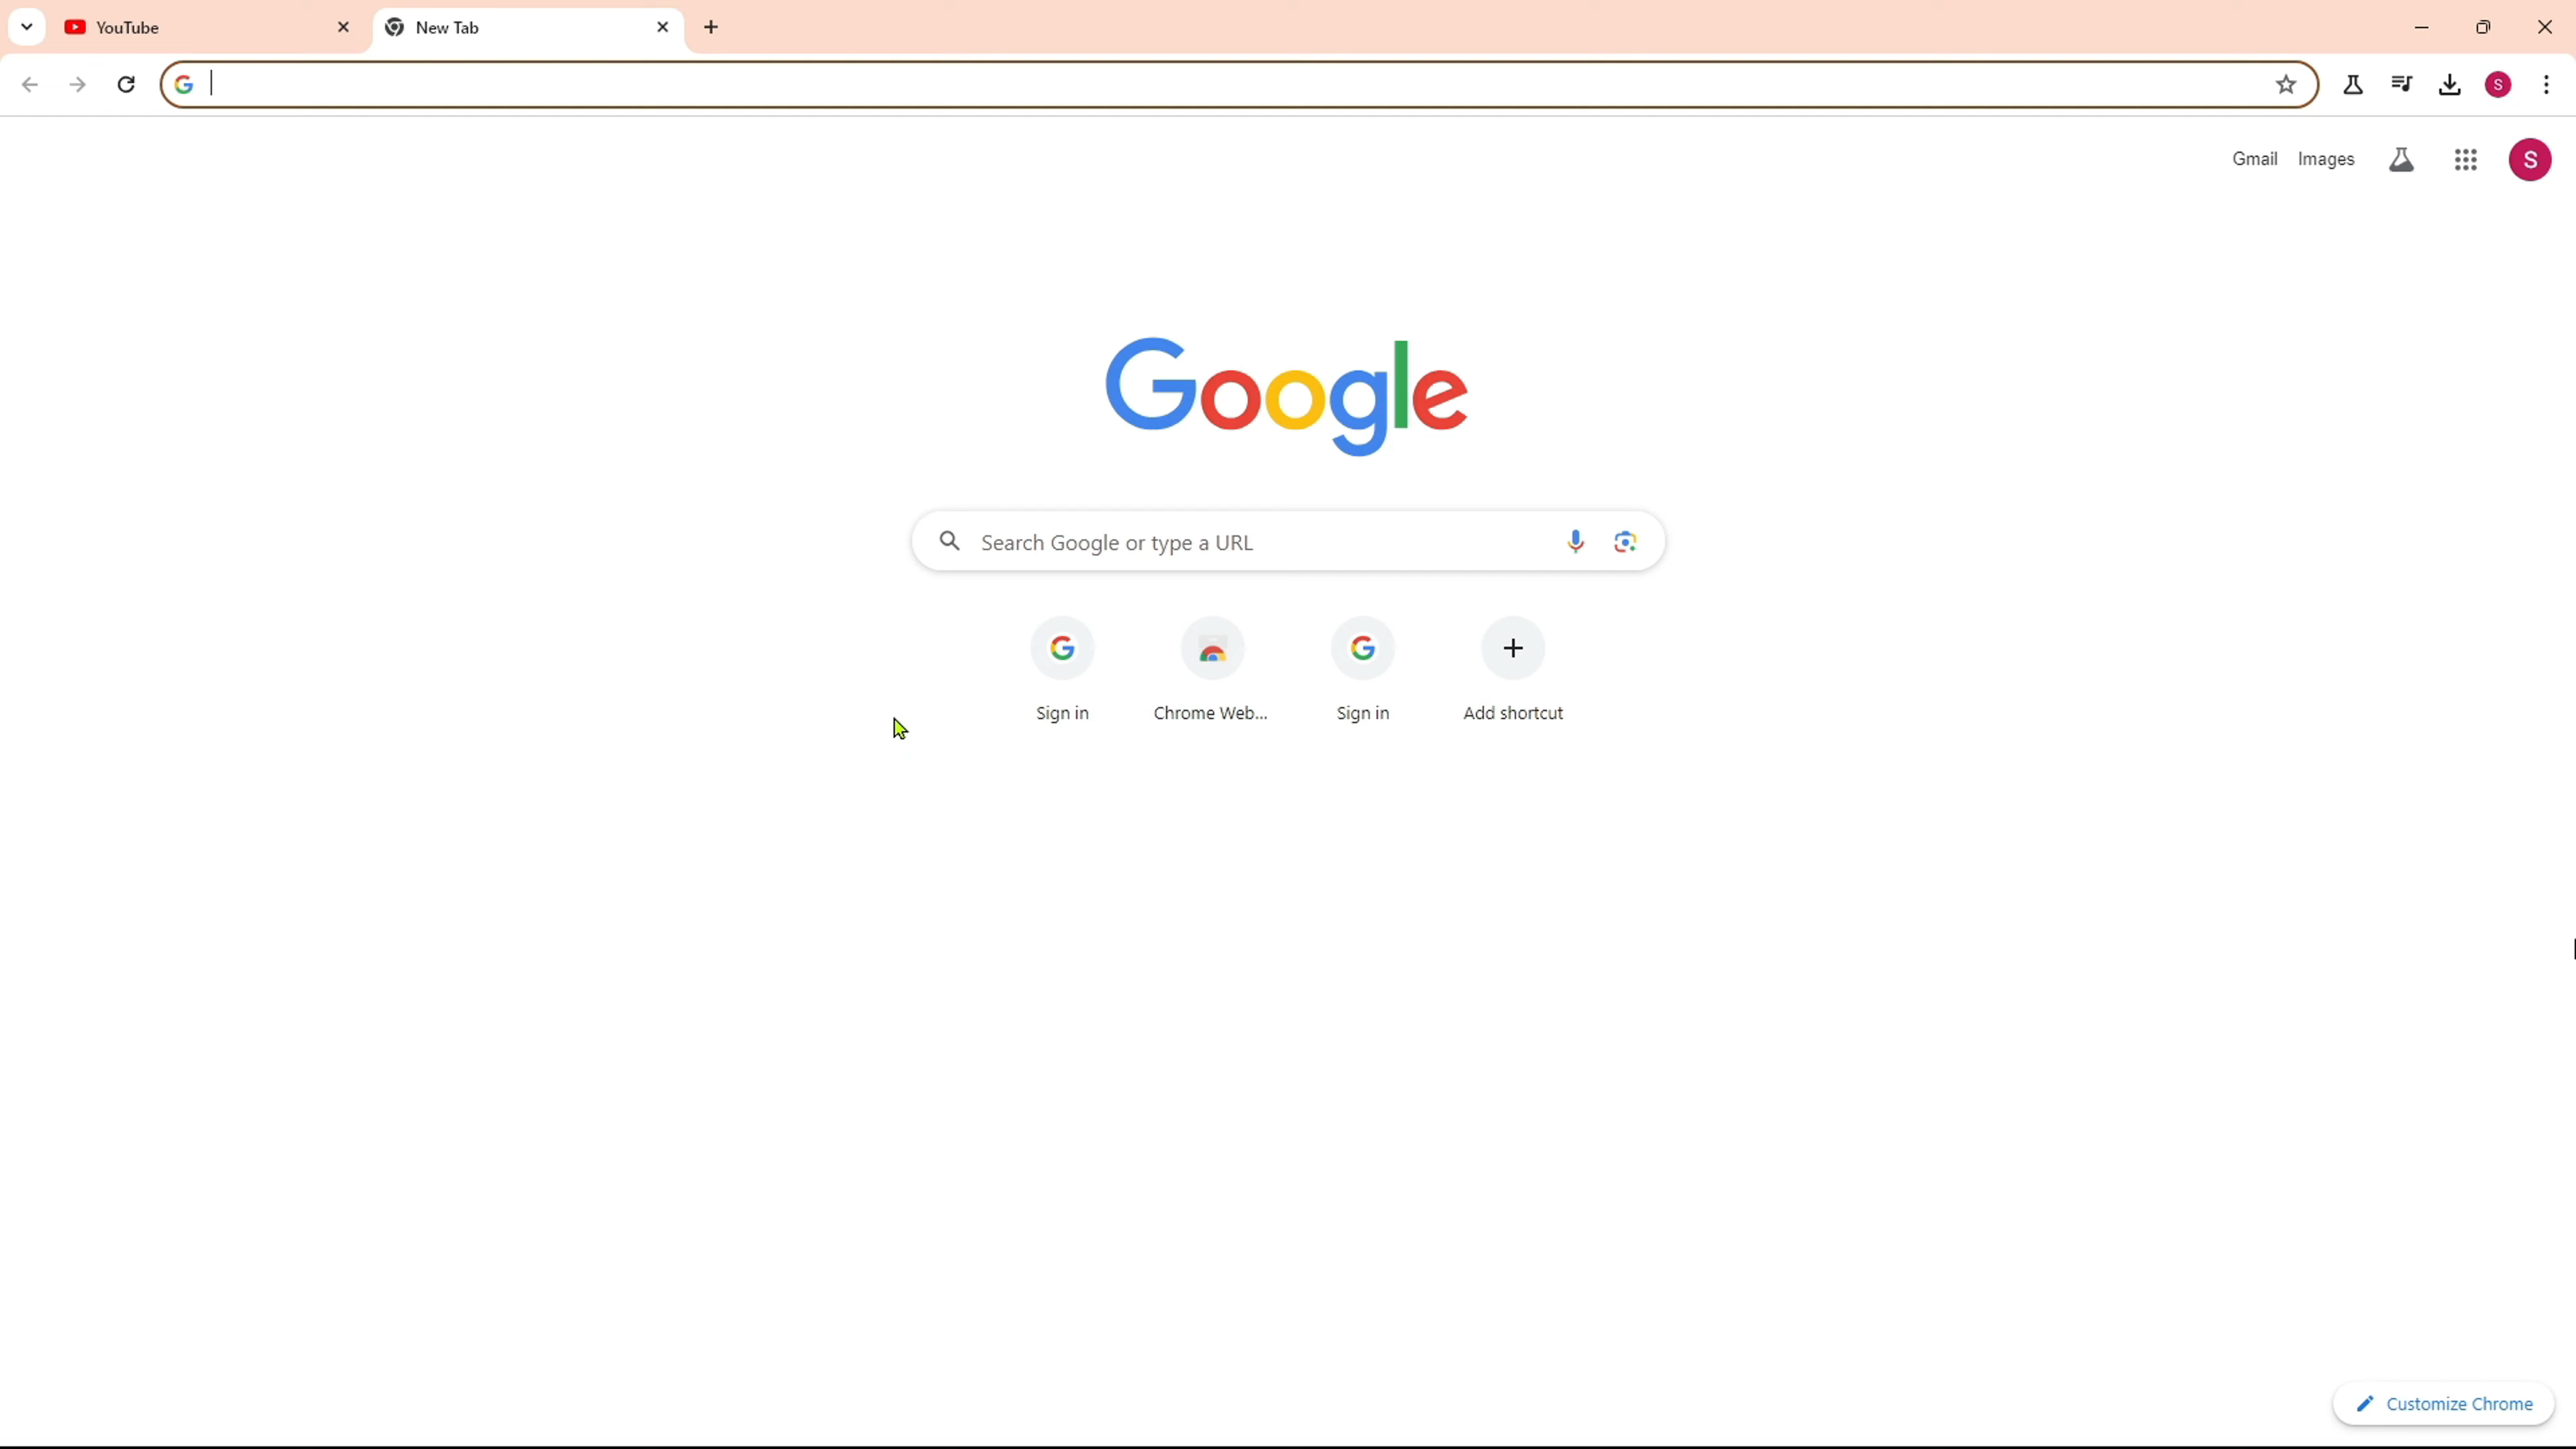 YouTube
New Tab
S
Gmail Images
S
Google
Search Google or type a URL
Sign in Chrome Web... Sign in Add shortcut
Customize Chrome